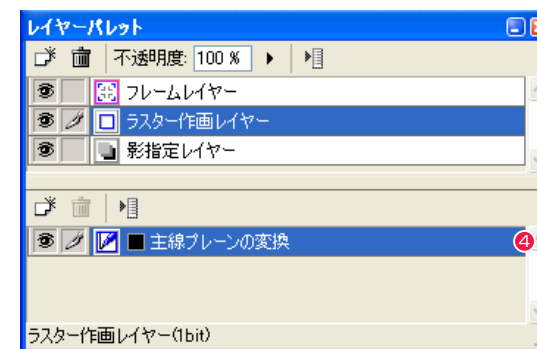 レイヤーパレット
不透明度: 100 %
フレームレイヤー
ラスター作画レイヤー
影指定レイヤー
主線プレーンの変換
4
ラスター作画レイヤー(1bit)